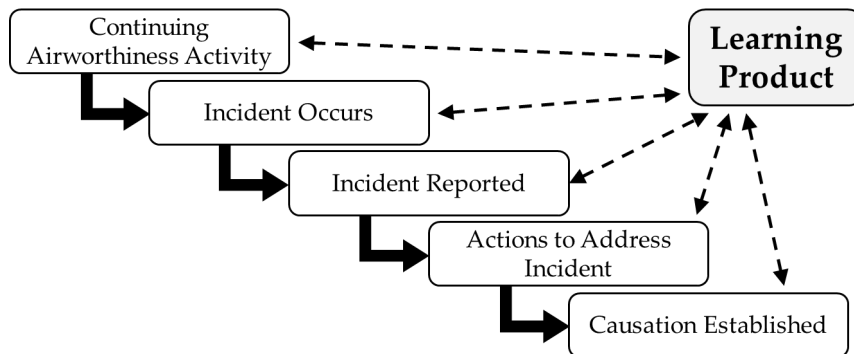 Continuing
Airworthiness Activity
Learning
Product
Incident Occurs
Incident Reported
Actions to Address
Incident
Causation Established